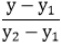 y − y₁
y₂ − y₁